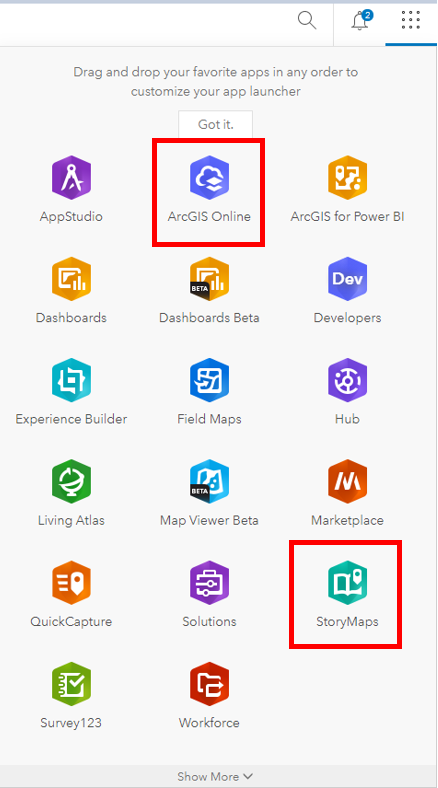 2
Drag and drop your favorite apps in any order to
customize your app launcher
Got it.
AppStudio
ArcGIS Online
ArcGIS for Power BI
Dashboards
BETA
Dashboards Beta
Dev
Developers
Experience Builder
Field Maps
Hub
Living Atlas
BETA
Map Viewer Beta
Marketplace
QuickCapture
Solutions
StoryMaps
Survey123
Workforce
Show More